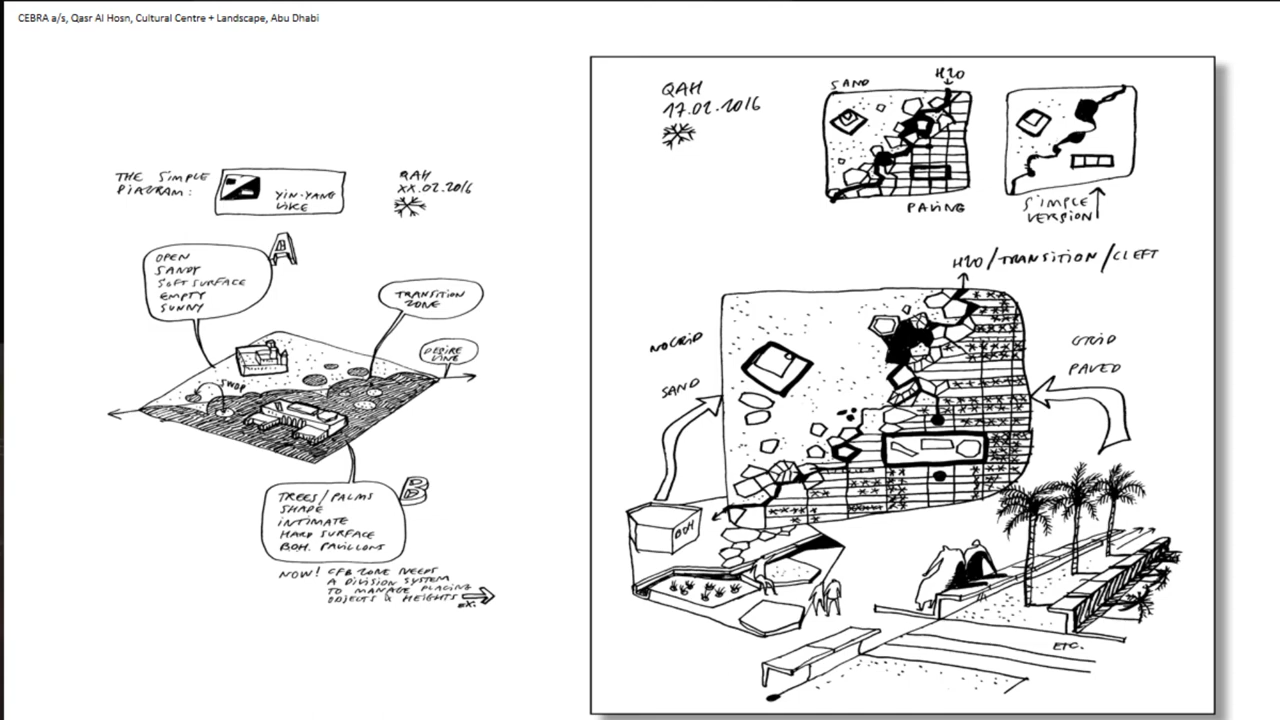 CEBRA a/s, Qasr Al Hosn, Cultural Centre + Landscape, Abu Dhabi
THE SIMPLE
DIAGRAM:
YIN-YANG
LIKE
QAH
XX.02.2016
A
OPEN
SANDY
SOFT SURFACE
EMPTY
SUNNY
TRANSITION
ZONE
DESIRE
LINE
SWOP
B
TREES/PALMS
SHAPE
INTIMATE
HARD SURFACE
BOH. PAVILLONS
NOW! CFB ZONE NEEDS
A DIVISION SYSTEM
TO MANAGE PLACING
OBJECTS & HEIGHTS
EX.
QAH
17.02.2016
SAND
H2O
PAVING
SIMPLE
VERSION
H2O/TRANSITION/CLEFT
NO GRID
SAND
GRID
PAVED
BOH
ETC.